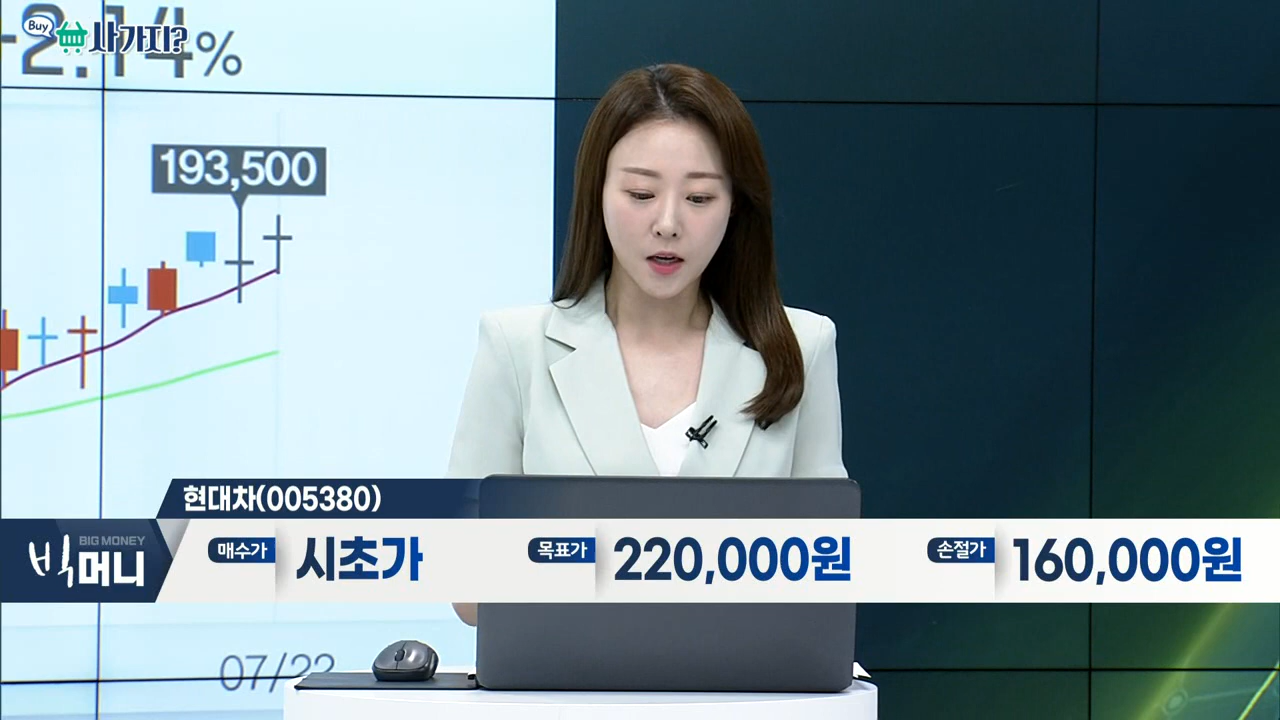 Buy 사가지?
2.14%
193,500
현대차(005380)
빅머니 BIG MONEY
매수가 시초가 목표가 220,000원 손절가 160,000원
07/22